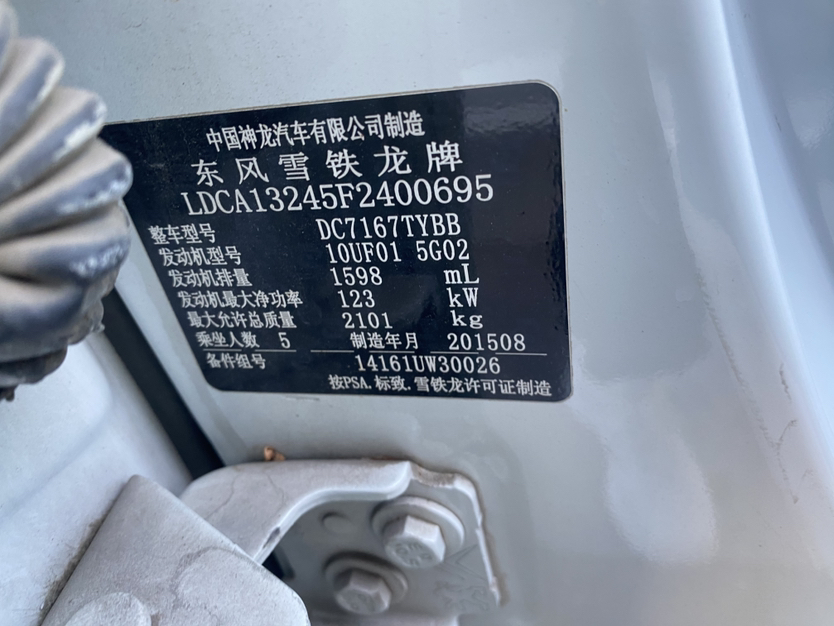 中国神龙汽车有限公司制造
东风雪铁龙牌
LDCA13245F2400695
整车型号 DC7167TYBB
发动机型号 10UF01 5G02
发动机排量 1598 mL
发动机最大净功率 123 kW
最大允许总质量 2101 kg
乘坐人数 5 制造年月 201508
备件组号 14161UW30026
按PSA.标致.雪铁龙许可证制造